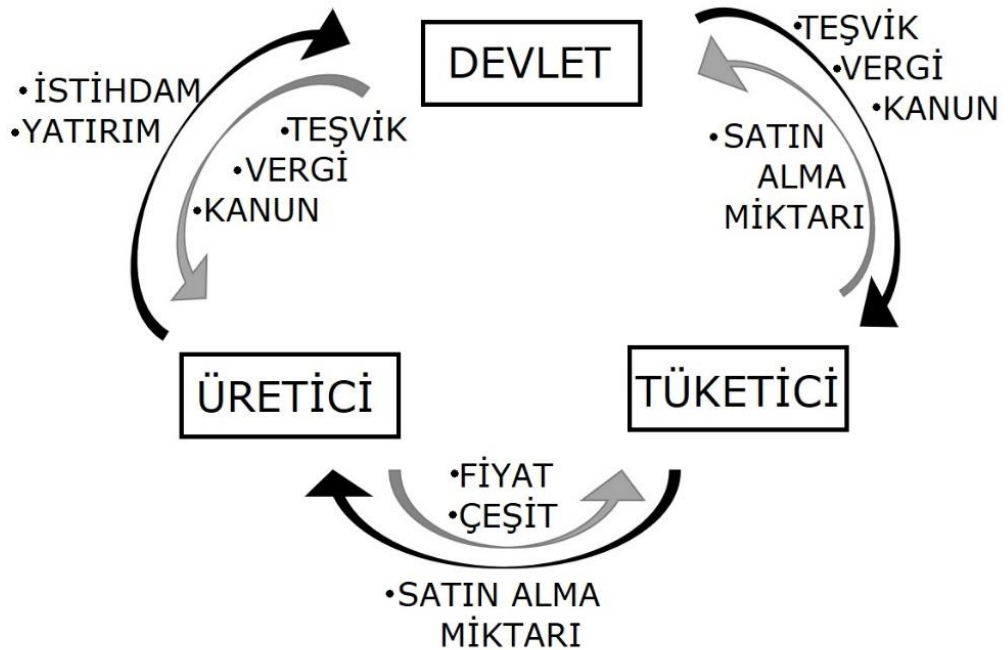 DEVLET
•İSTİHDAM
•YATIRIM
•TEŞVİK
•VERGİ
•KANUN
•TEŞVİK
•VERGİ
•KANUN
•SATIN
ALMA
MİKTARI
ÜRETİCİ
TÜKETİCİ
•FİYAT
•ÇEŞİT
•SATIN ALMA
MİKTARI